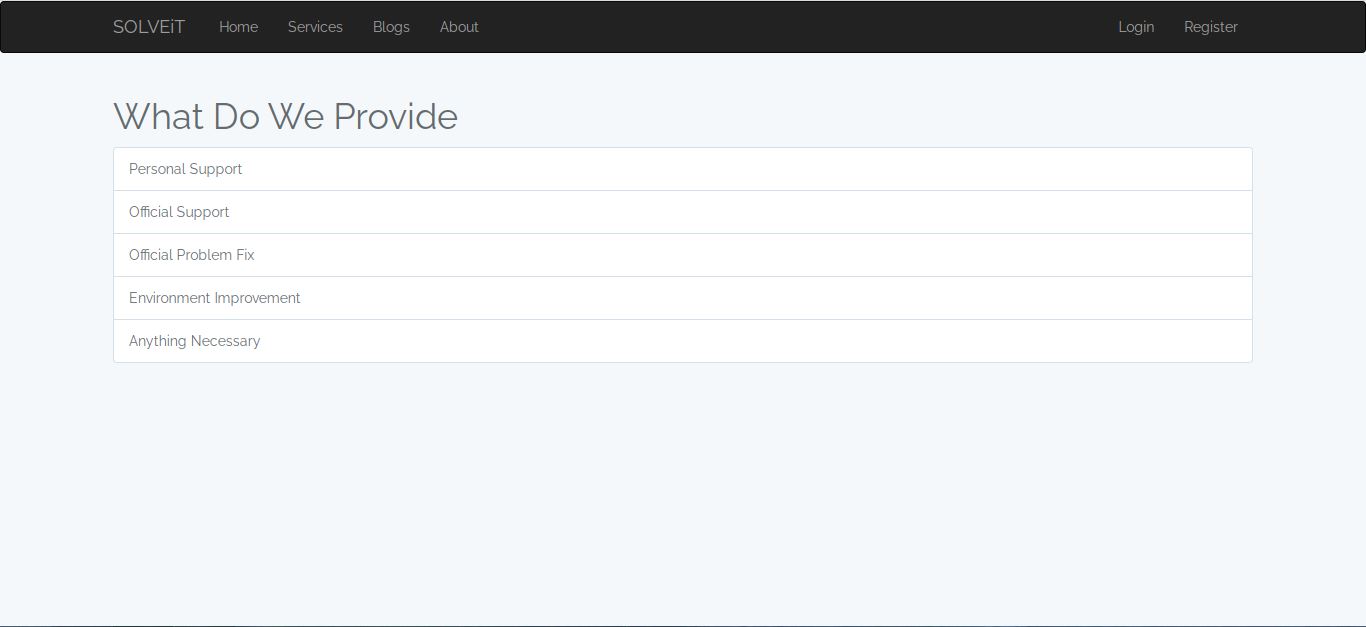 SOLVEiT Home Services Blogs About Login Register
What Do We Provide
Personal Support
Official Support
Official Problem Fix
Environment Improvement
Anything Necessary